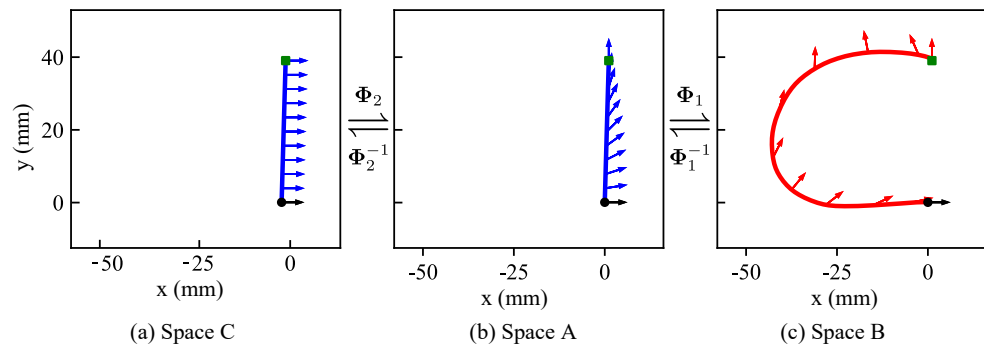 y (mm)
40
20
0
-50
-25
0
x (mm)
(a) Space C
Φ₂
Φ₂⁻¹
-50
-25
0
x (mm)
(b) Space A
Φ₁
Φ₁⁻¹
-50
-25
0
x (mm)
(c) Space B